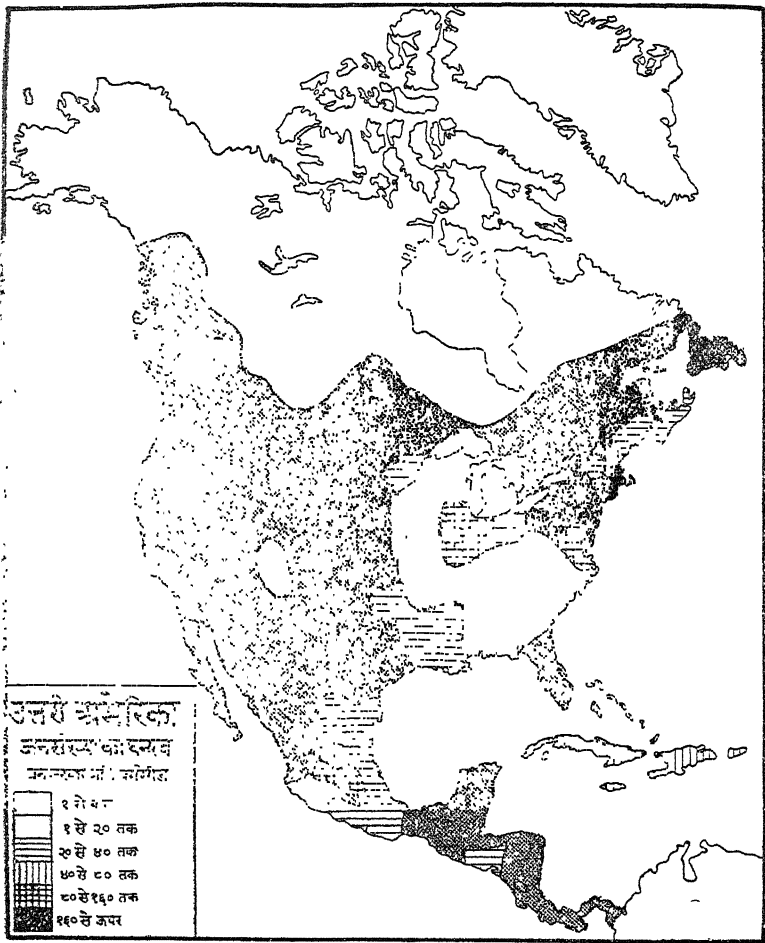 उत्तरी अमेरिका
जनसंख्या का घनत्व
१ से
१ से २० तक
२० से ४० तक
४० से ८० तक
८० से १६० तक
१६० से ऊपर